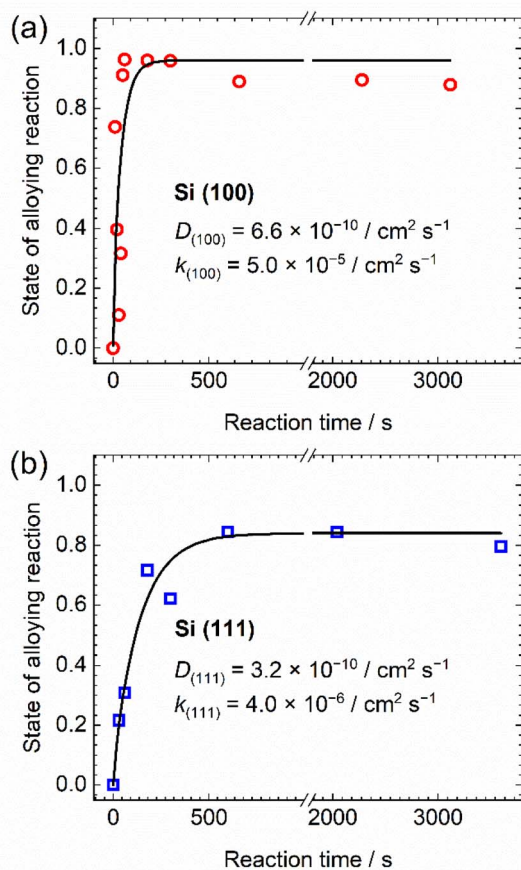 (a)
1.0
0.8
0.6
0.4
0.2
0.0
State of alloying reaction
Si (100)
D(100) = 6.6 × 10⁻¹⁰ / cm² s⁻¹
k(100) = 5.0 × 10⁻⁵ / cm² s⁻¹
0 500 2000 3000
Reaction time / s
(b)
1.0
0.8
0.6
0.4
0.2
0.0
State of alloying reaction
Si (111)
D(111) = 3.2 × 10⁻¹⁰ / cm² s⁻¹
k(111) = 4.0 × 10⁻⁶ / cm² s⁻¹
0 500 2000 3000
Reaction time / s